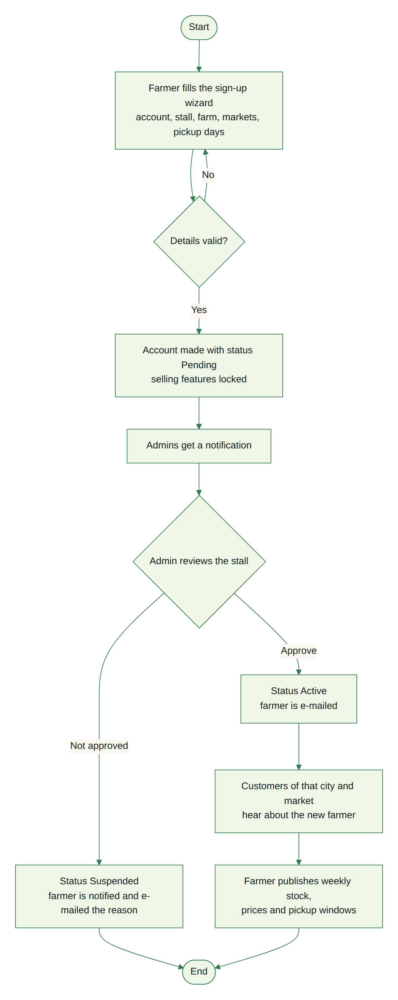 Start
Farmer fills the sign-up
wizard
account, stall, farm, markets,
pickup days
No
Details valid?
Yes
Account made with status
Pending
selling features locked
Admins get a notification
Admin reviews the stall
Approve
Status Active
farmer is e-mailed
Not approved
Customers of that city and
market
hear about the new farmer
Status Suspended
farmer is notified and e-
mailed the reason
Farmer publishes weekly
stock,
prices and pickup windows
End